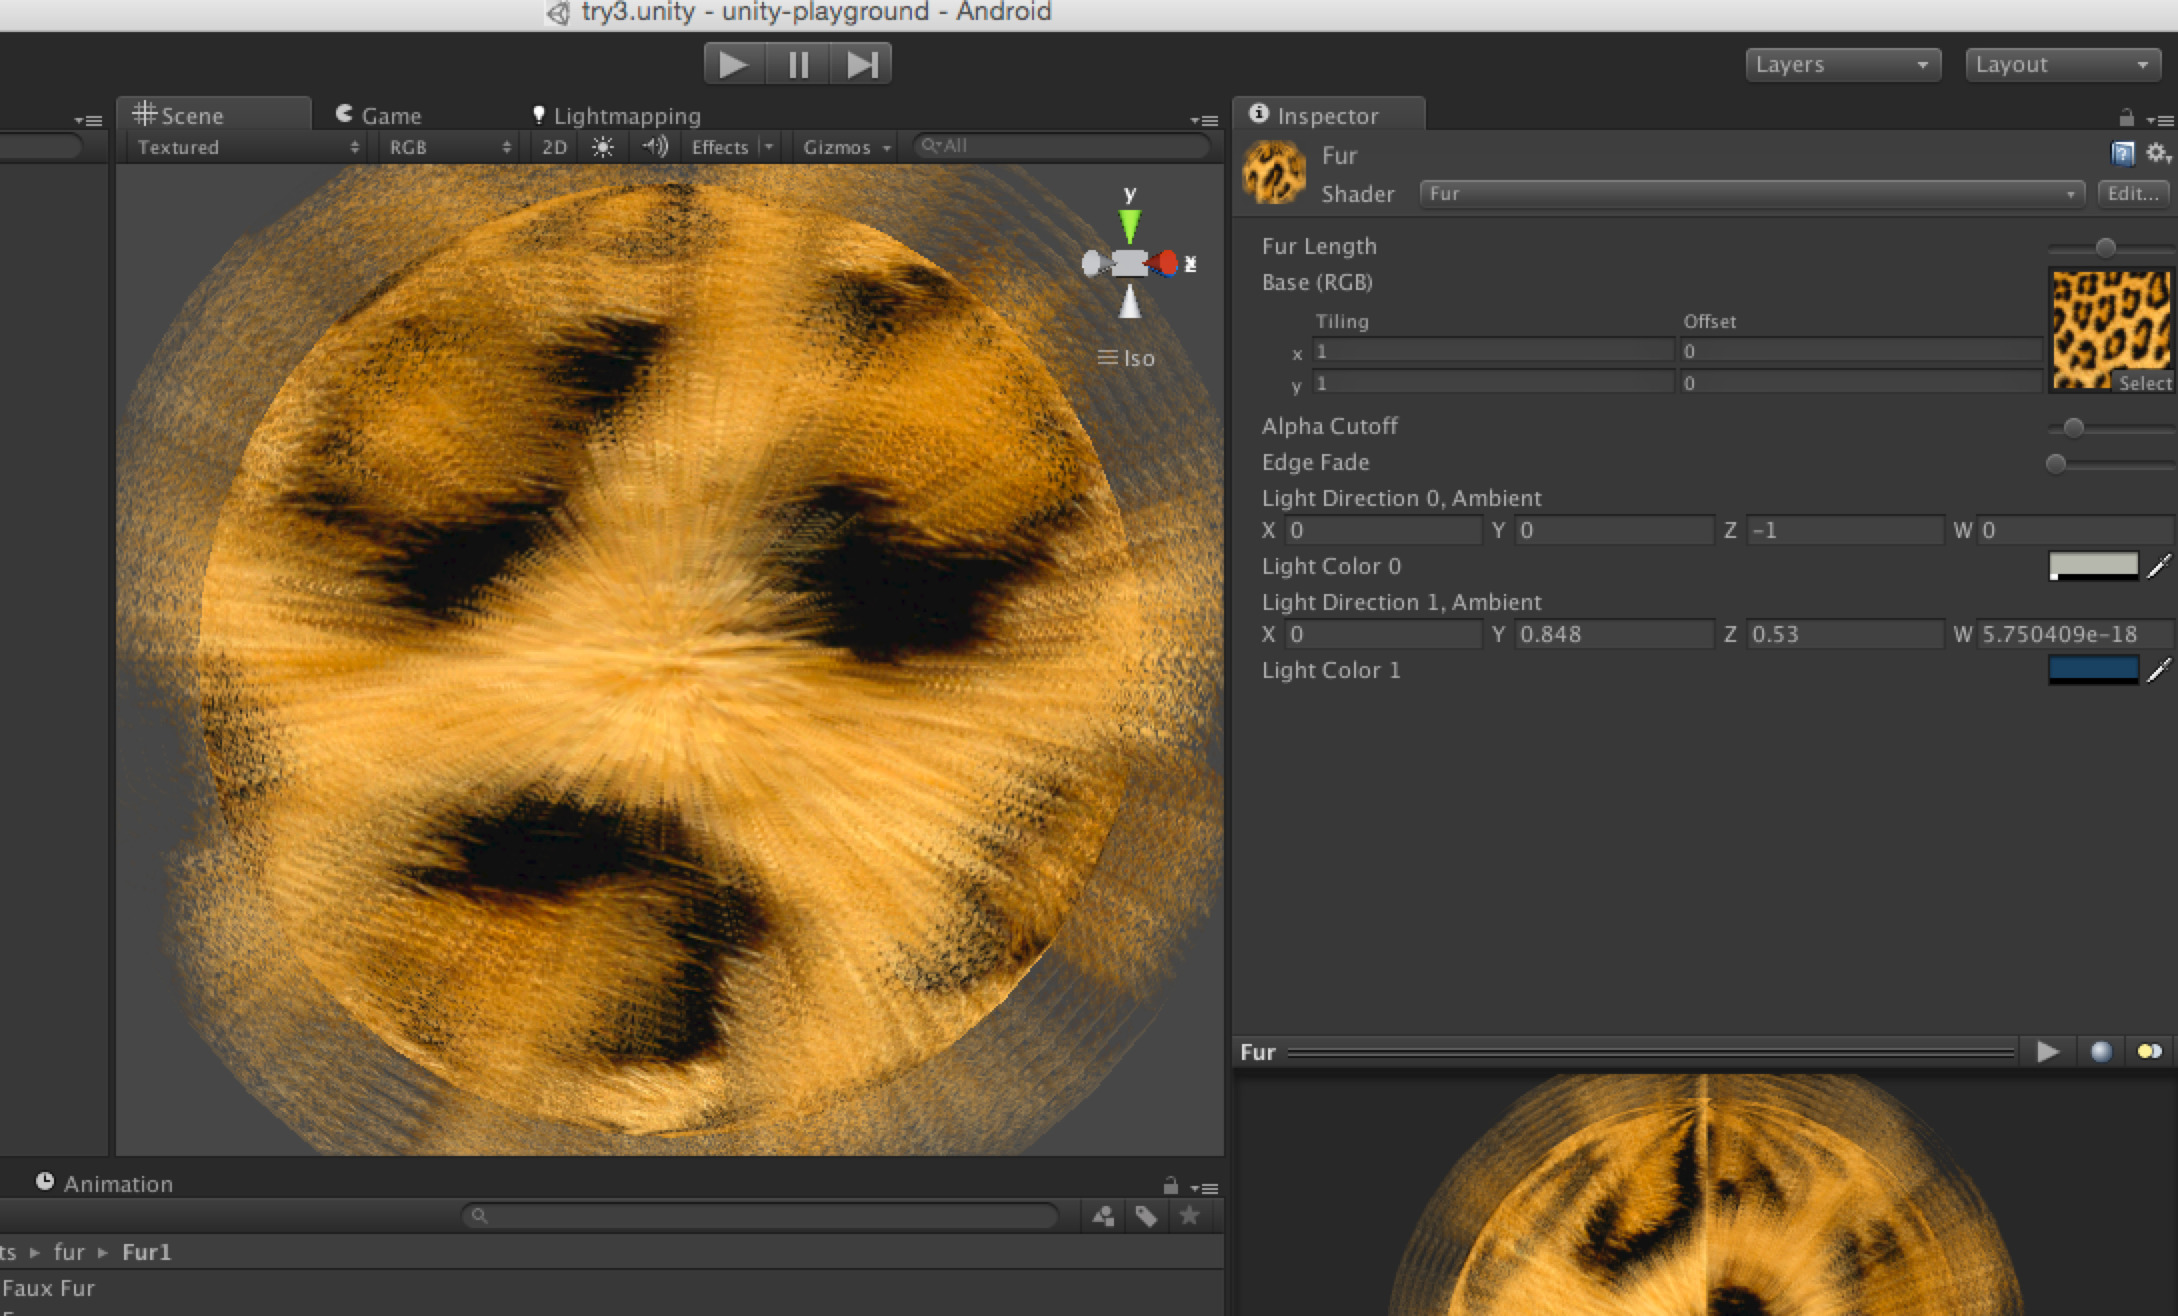 try3.unity - unity-playground - Android
Layers
Layout
Scene
Game
Lightmapping
Inspector
Textured
RGB
2D
Effects
Gizmos
All
Fur
Shader
Fur
Edit...
y
Iso
Fur Length
Base (RGB)
Tiling
Offset
x 1
0
y 1
0
Select
Alpha Cutoff
Edge Fade
Light Direction 0, Ambient
X 0 Y 0 Z -1 W 0
Light Color 0
Light Direction 1, Ambient
X 0 Y 0.848 Z 0.53 W 5.750409e-18
Light Color 1
Fur
Animation
ts ▸ fur ▸ Fur1
Faux Fur